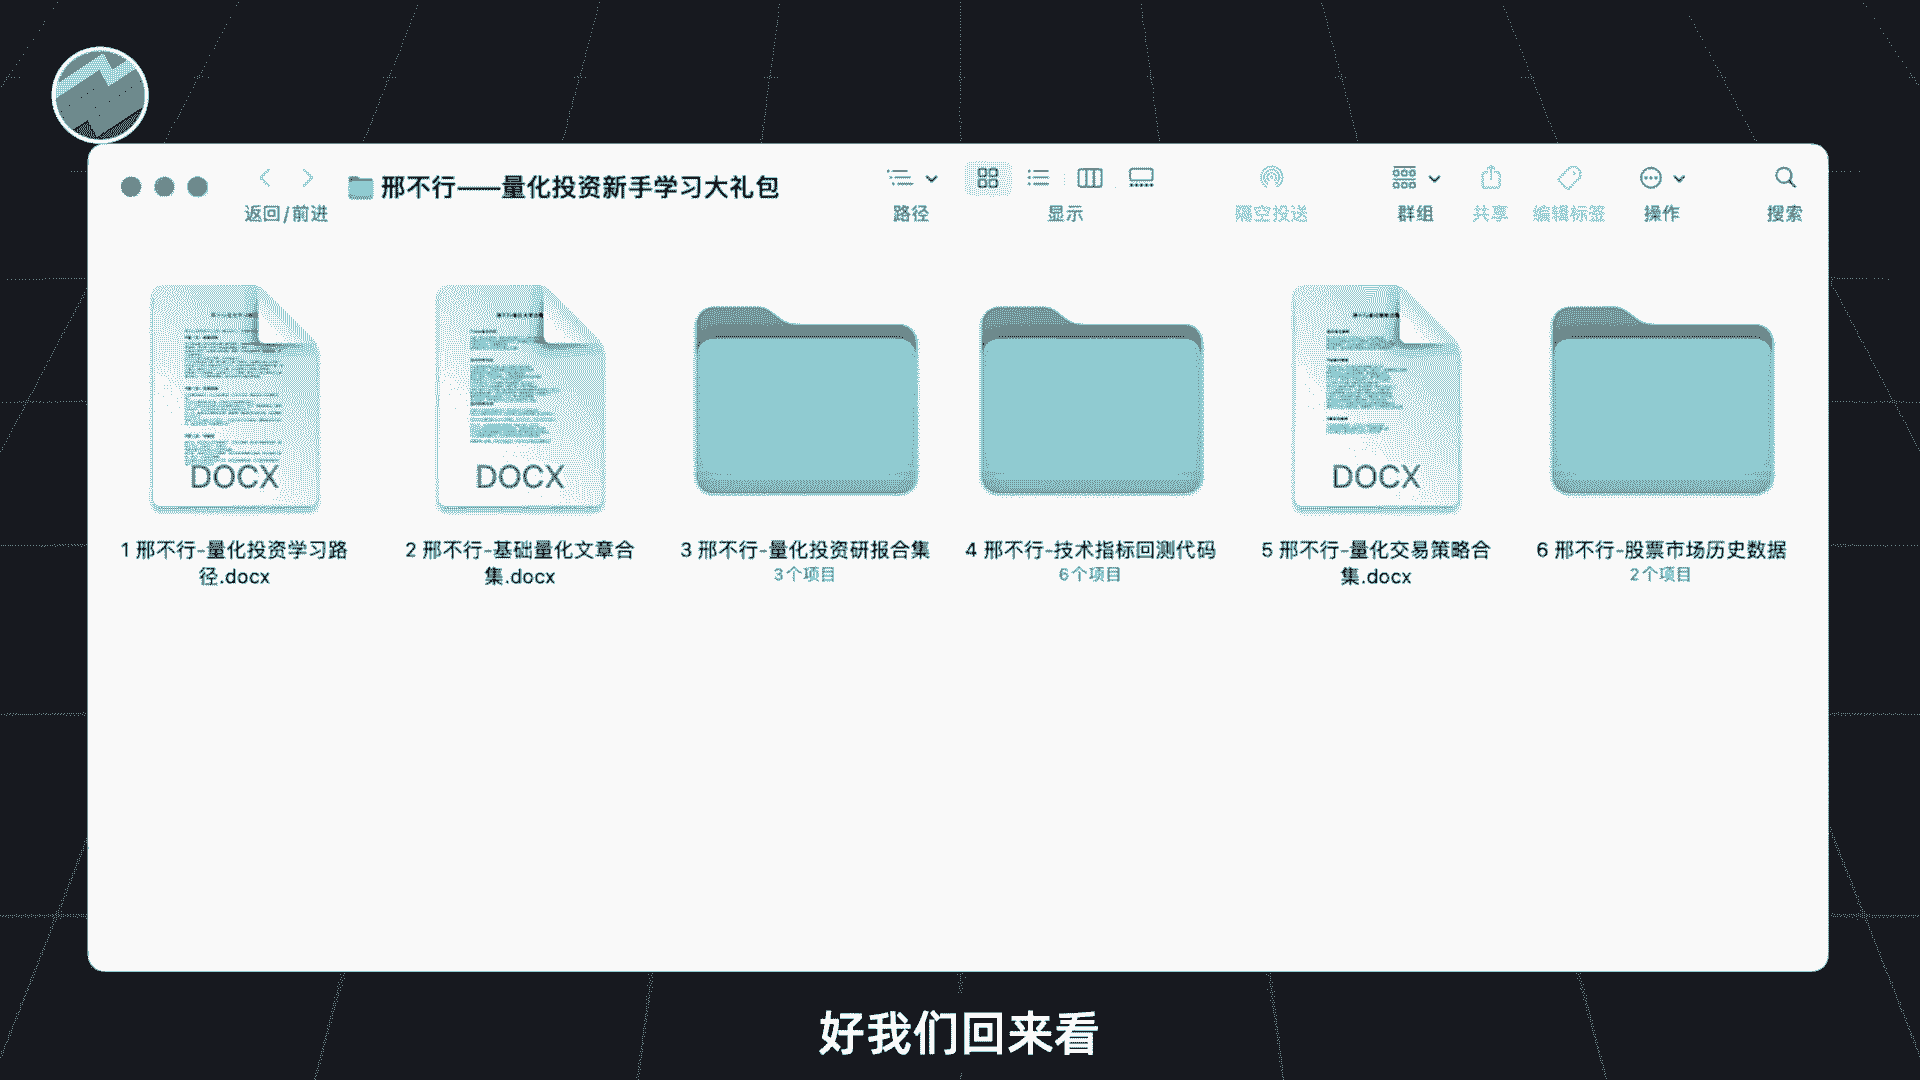 邢不行——量化投资新手学习大礼包
返回/前进
路径
显示
隔空投送
群组
共享
编辑标签
操作
搜索
DOCX
DOCX
DOCX
1 邢不行-量化投资学习路
径.docx
2 邢不行-基础量化文章合
集.docx
3 邢不行-量化投资研报合集
3个项目
4 邢不行-技术指标回测代码
6个项目
5 邢不行-量化交易策略合
集.docx
6 邢不行-股票市场历史数据
2个项目
好我们回来看